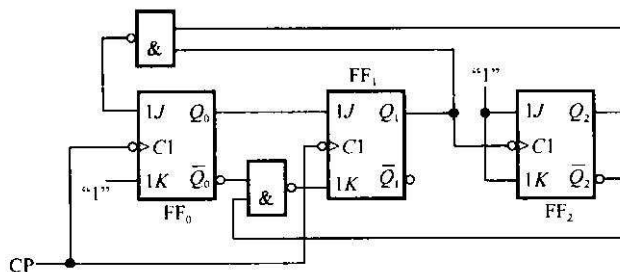 &
FF₁
"1"
1J Q₀
1J Q₁
1J Q₂
C1
C1
C1
"1"
1K Q̅₀
&
1K Q̅₁
1K Q̅₂
FF₀
FF₂
CP